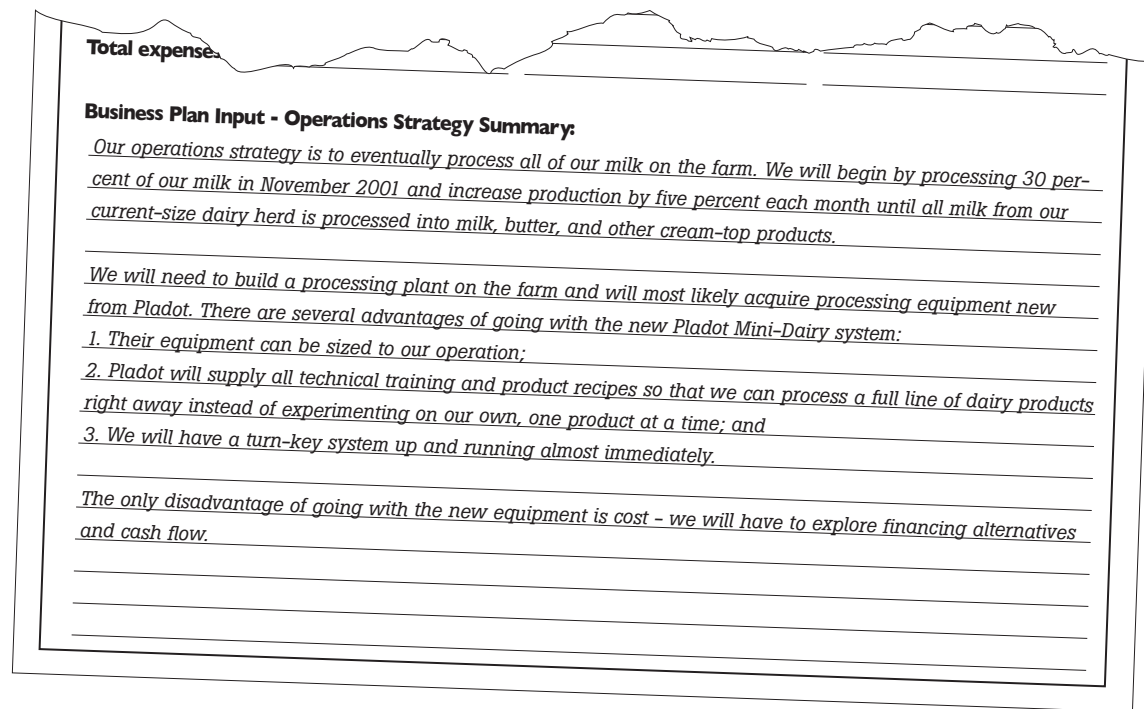 Total expenses
Business Plan Input - Operations Strategy Summary:
Our operations strategy is to eventually process all of our milk on the farm. We will begin by processing 30 per-
cent of our milk in November 2001 and increase production by five percent each month until all milk from our
current-size dairy herd is processed into milk, butter, and other cream-top products.
We will need to build a processing plant on the farm and will most likely acquire processing equipment new
from Pladot. There are several advantages of going with the new Pladot Mini-Dairy system:
1. Their equipment can be sized to our operation;
2. Pladot will supply all technical training and product recipes so that we can process a full line of dairy products
right away instead of experimenting on our own, one product at a time; and
3. We will have a turn-key system up and running almost immediately.
The only disadvantage of going with the new equipment is cost – we will have to explore financing alternatives
and cash flow.